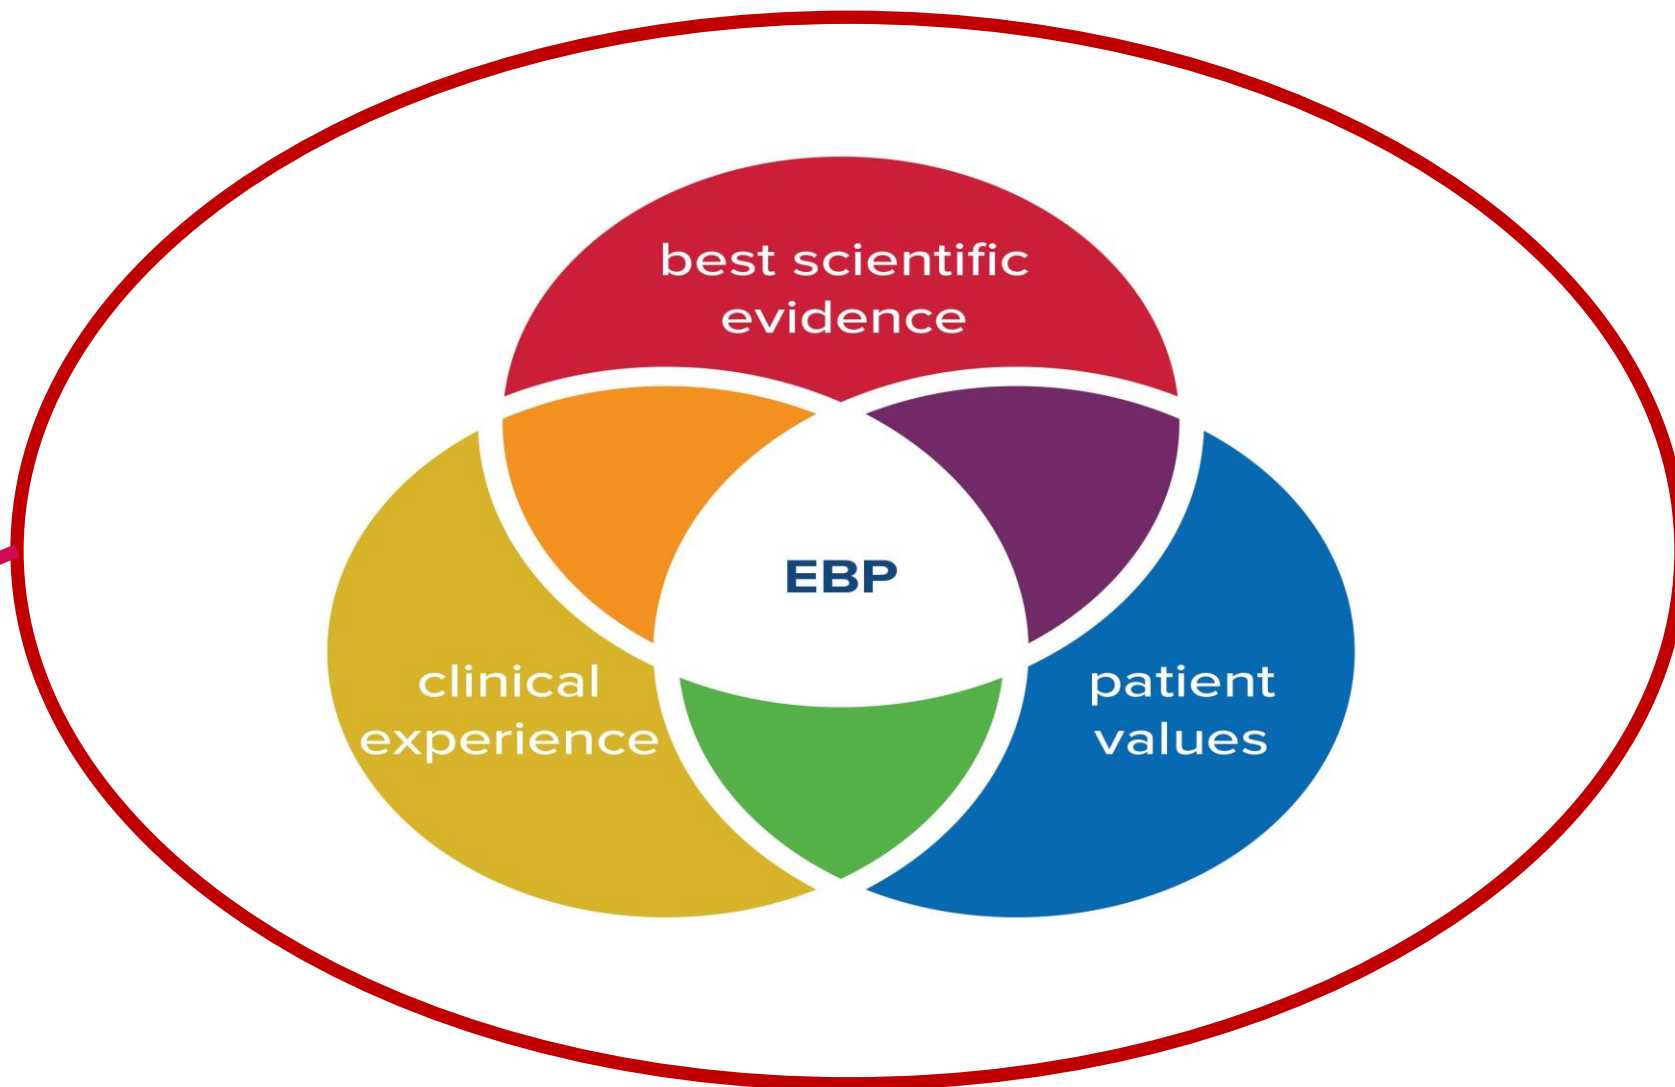 best scientific
evidence
EBP
clinical
experience
patient
values